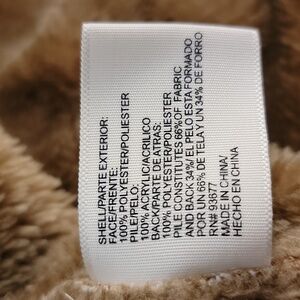 SHELL/PARTE EXTERIOR:
FACE/FRENTE:
100% POLYESTER/POLIESTER
PILE/PELO:
100% ACRYLIC/ACRILICO
BACK/PARTE DE ATRAS:
100% POLYESTER/POLIESTER
PILE CONSTITUTES 66% OF FABRIC
AND BACK 34%/ EL PELO ESTA FORMADO
POR UN 66% DE TELA Y UN 34% DE FORRO
RN# 93677
MADE IN CHINA/
HECHO EN CHINA